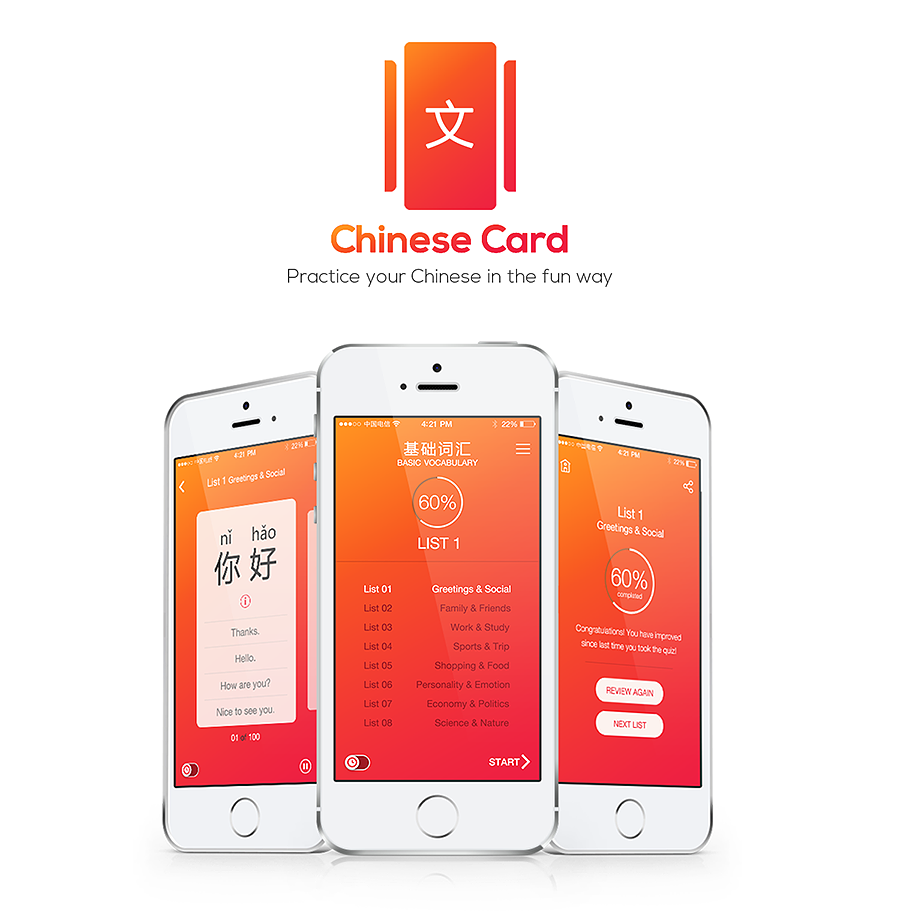 文
Chinese Card
Practice your Chinese in the fun way
4:21 PM 22%
List 1 Greetings & Social
nǐ hǎo
你好
Thanks.
Hello.
How are you?
Nice to see you.
01 of 100
中国电信 4:21 PM 22%
基础词汇
BASIC VOCABULARY
60%
LIST 1
List 01 Greetings & Social
List 02 Family & Friends
List 03 Work & Study
List 04 Sports & Trip
List 05 Shopping & Food
List 06 Personality & Emotion
List 07 Economy & Politics
List 08 Science & Nature
START
中国电信 4:21 PM 22%
List 1
Greetings & Social
60%
completed
Congratulations! You have improved
since last time you took the quiz!
REVIEW AGAIN
NEXT LIST